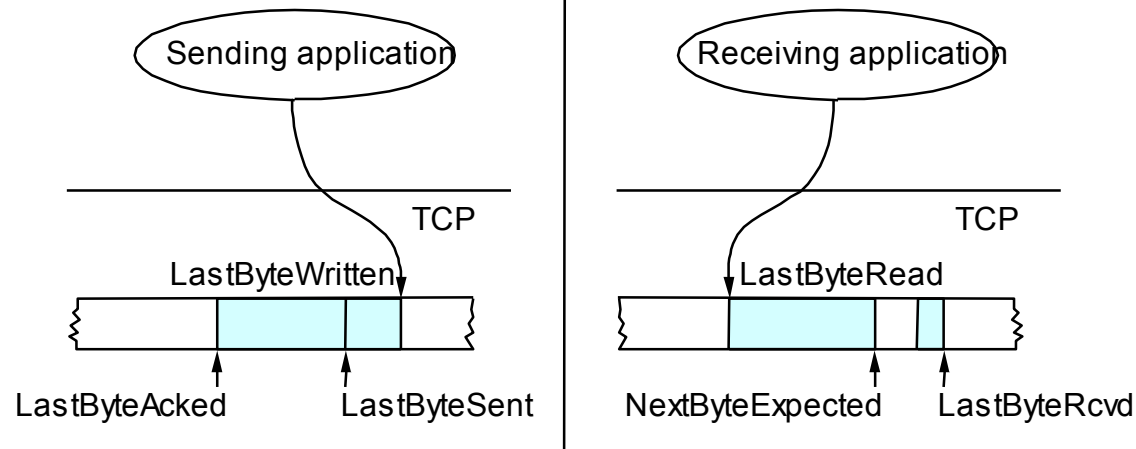 Sending application
TCP
LastByteWritten
LastByteAcked
LastByteSent
Receiving application
TCP
LastByteRead
NextByteExpected
LastByteRcvd